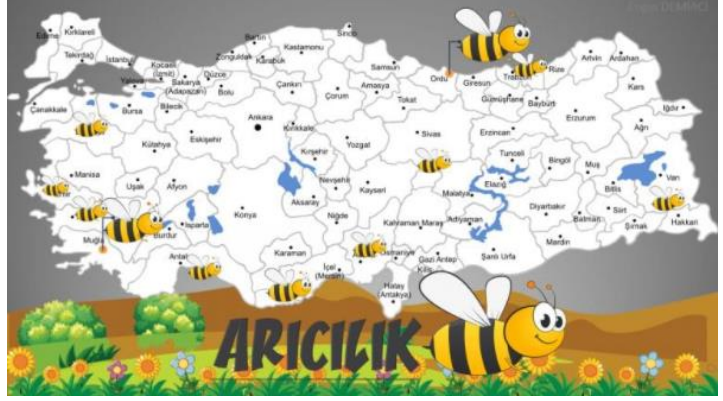 Engin DEMİRCİ
Edirne
Kırklareli
Tekirdağ
İstanbul
Kocaeli
(İzmit)
Yalova
Sakarya
(Adapazarı)
Düzce
Bolu
Zonguldak
Bartın
Karabük
Kastamonu
Sinop
Çankırı
Samsun
Amasya
Çorum
Tokat
Ordu
Giresun
Trabzon
Rize
Artvin
Ardahan
Gümüşhane
Bayburt
Kars
Iğdır
Erzurum
Ağrı
Çanakkale
Bursa
Bilecik
Eskişehir
Kütahya
Ankara
Kırıkkale
Kırşehir
Yozgat
Sivas
Erzincan
Tunceli
Bingöl
Muş
Bitlis
Van
Manisa
Uşak
Afyon
Nevşehir
Kayseri
Malatya
Elazığ
Aksaray
Niğde
Konya
Isparta
Burdur
Muğla
Antal
Karaman
İçel
(Mersin)
Kahraman Maraş
Adıyaman
Osmaniye
Gazi Antep
Kilis
Hatay
(Antakya)
Şanlı Urfa
Diyarbakır
Mardin
Batman
Siirt
Şırnak
Hakkari
ARICILIK